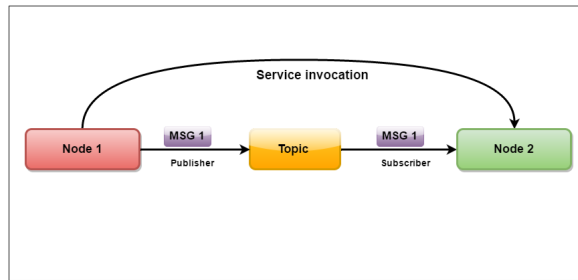 Service invocation
Node 1
MSG 1
Publisher
Topic
MSG 1
Subscriber
Node 2